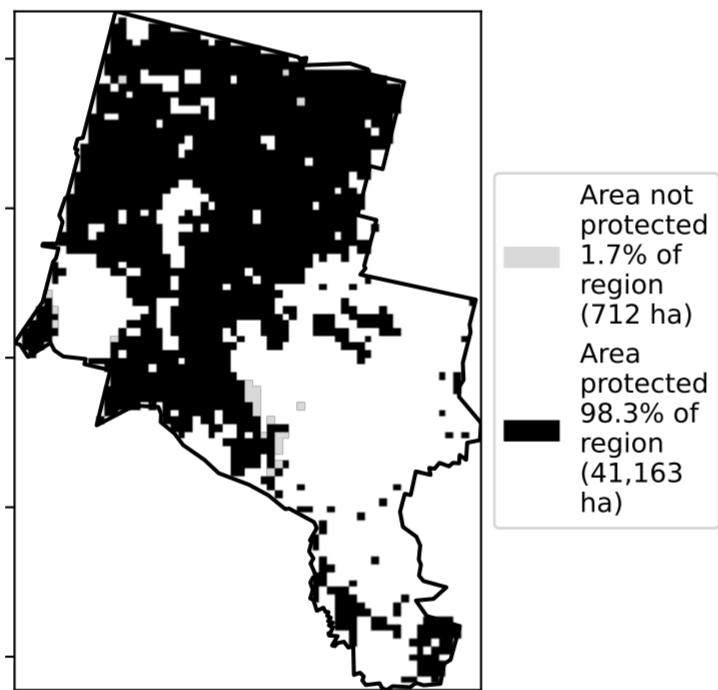 Area not
protected
1.7% of
region
(712 ha)
Area
protected
98.3% of
region
(41,163
ha)